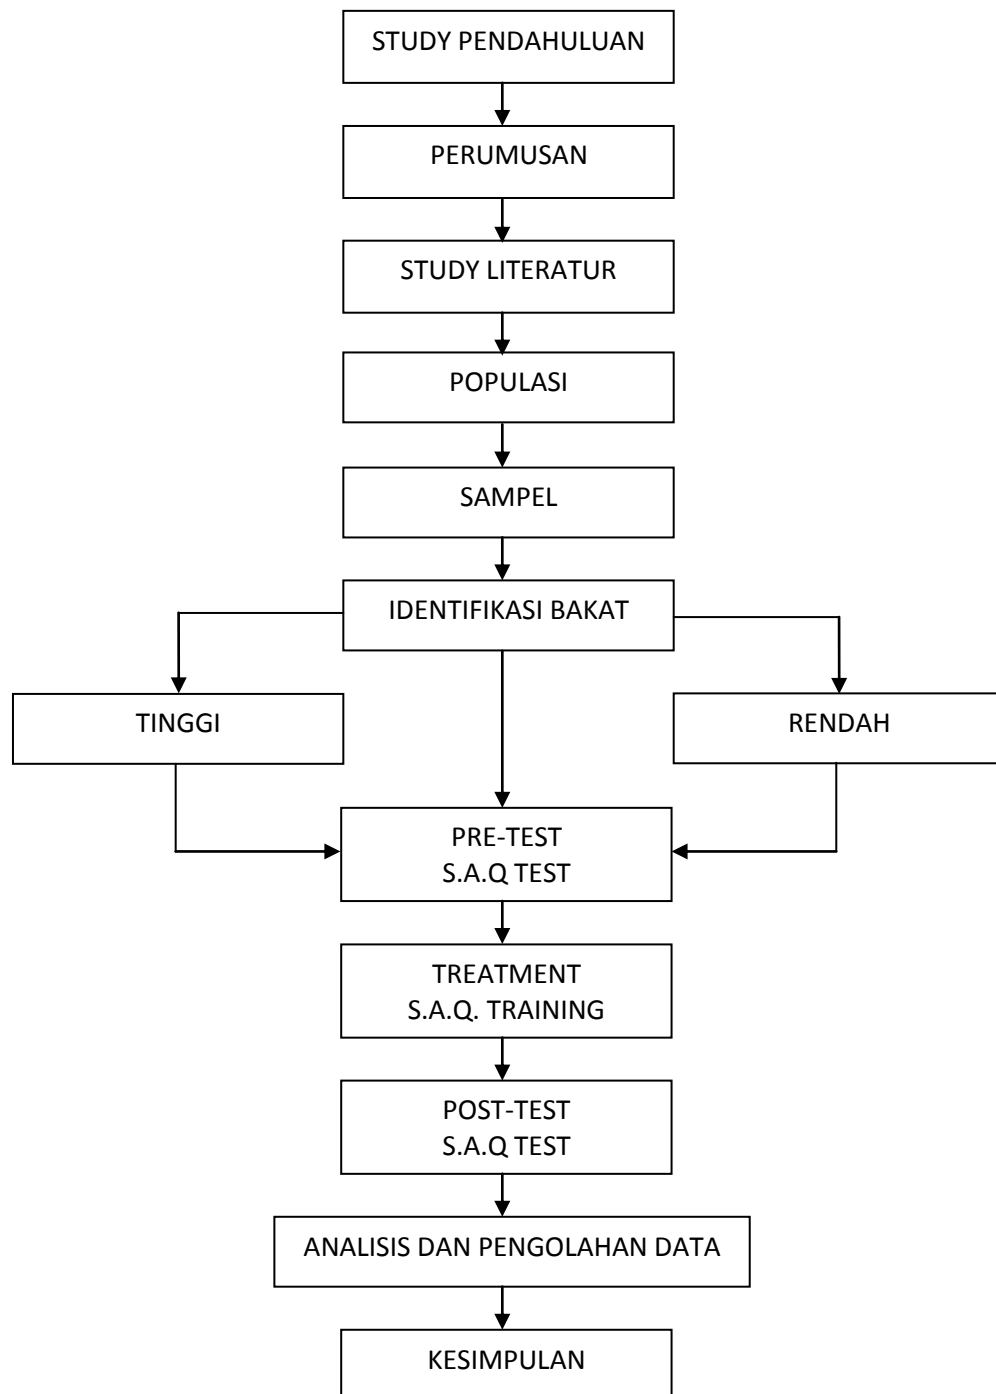 STUDY PENDAHULUAN
PERUMUSAN
STUDY LITERATUR
POPULASI
SAMPEL
IDENTIFIKASI BAKAT
TINGGI
RENDAH
PRE-TEST
S.A.Q TEST
TREATMENT
S.A.Q. TRAINING
POST-TEST
S.A.Q TEST
ANALISIS DAN PENGOLAHAN DATA
KESIMPULAN